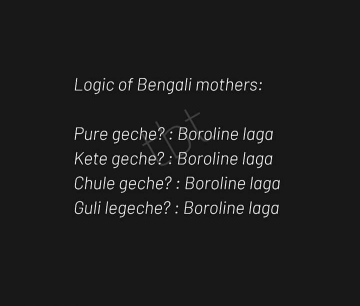 Logic of Bengali mothers:
Pure geche? : Boroline laga
Kete geche? : Boroline laga
Chule geche? : Boroline laga
Guli legeche? : Boroline laga
tbt